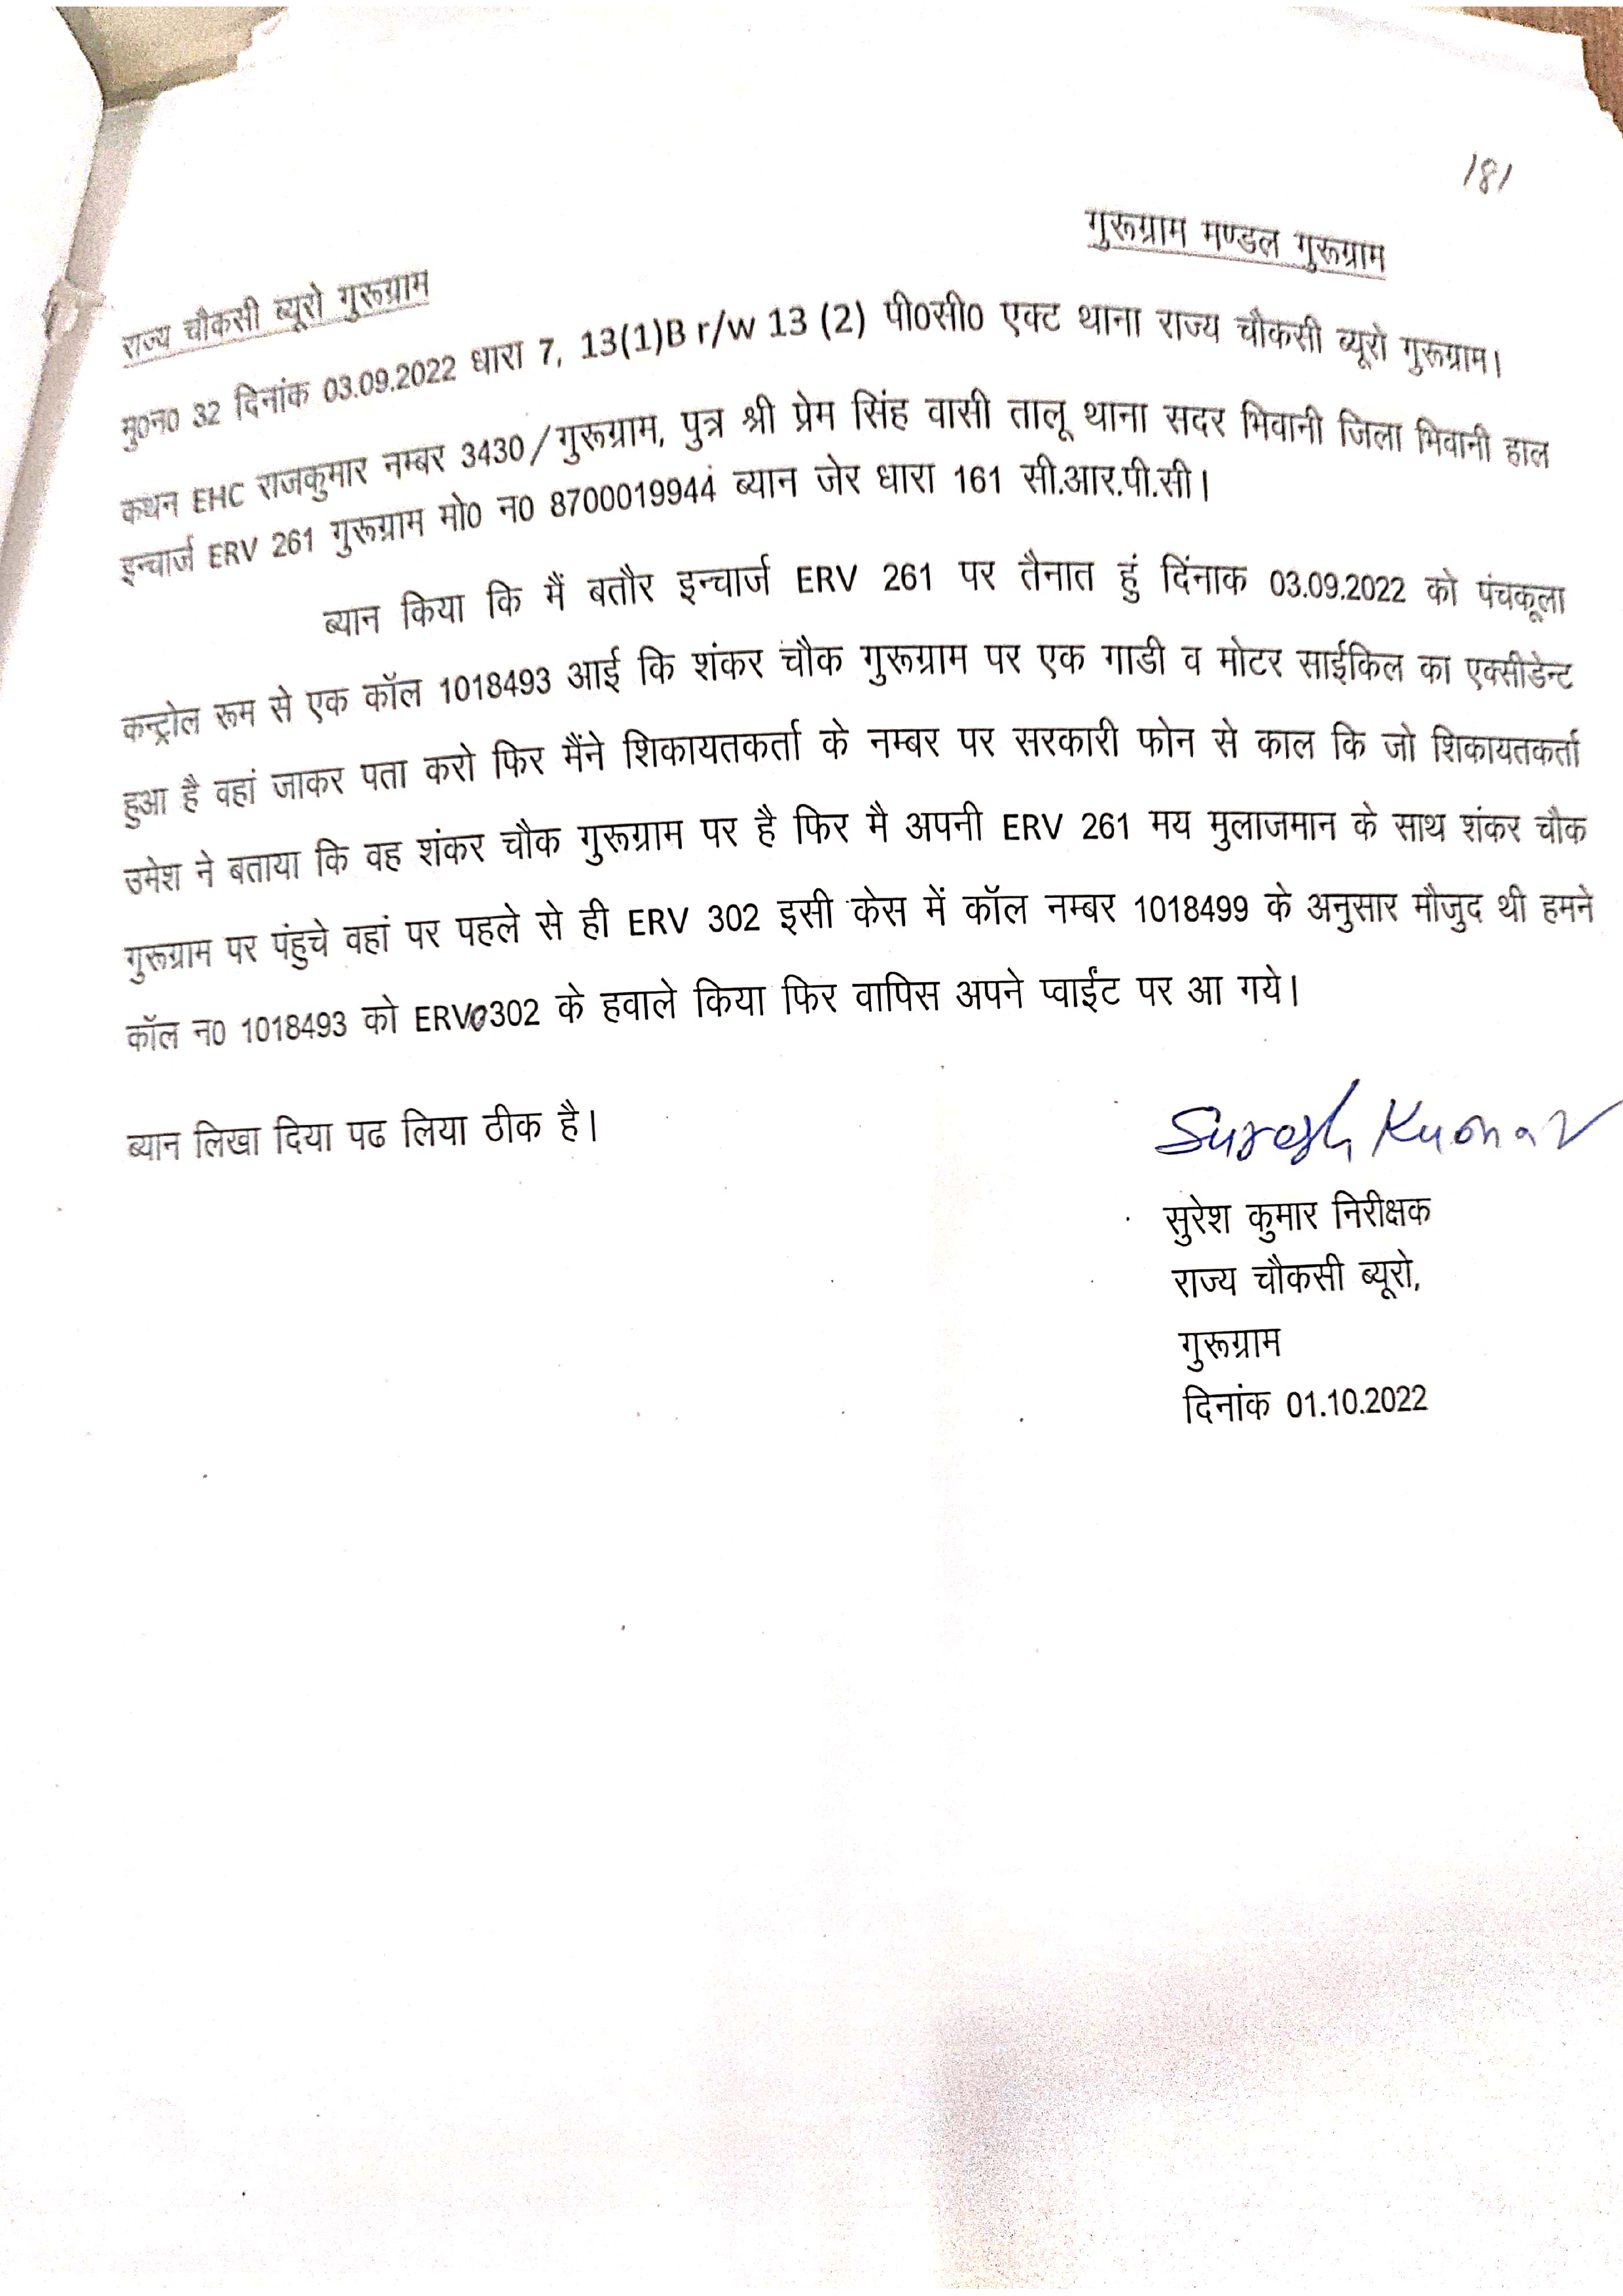 181
गुरूग्राम मण्डल गुरूग्राम
राज्य चौकसी ब्यूरो गुरूग्राम
मु0न0 32 दिनांक 03.09.2022 धारा 7, 13(1)B r/w 13 (2) पी0सी0 एक्ट थाना राज्य चौकसी ब्यूरो गुरूग्राम।
कथन EHC राजकुमार नम्बर 3430/गुरूग्राम, पुत्र श्री प्रेम सिंह वासी तालू थाना सदर भिवानी जिला भिवानी हाल
इन्चार्ज ERV 261 गुरूग्राम मो0 न0 8700019944 ब्यान जेर धारा 161 सी.आर.पी.सी।
ब्यान किया कि मैं बतौर इन्चार्ज ERV 261 पर तैनात हुं दिंनाक 03.09.2022 को पंचकूला
कन्ट्रोल रूम से एक कॉल 1018493 आई कि शंकर चौक गुरूग्राम पर एक गाडी व मोटर साईकिल का एक्सीडेन्ट
हुआ है वहां जाकर पता करो फिर मैंने शिकायतकर्ता के नम्बर पर सरकारी फोन से काल कि जो शिकायतकर्ता
उमेश ने बताया कि वह शंकर चौक गुरूग्राम पर है फिर मै अपनी ERV 261 मय मुलाजमान के साथ शंकर चौक
गुरूग्राम पर पंहुचे वहां पर पहले से ही ERV 302 इसी केस में कॉल नम्बर 1018499 के अनुसार मौजुद थी हमने
कॉल न0 1018493 को ERV0302 के हवाले किया फिर वापिस अपने प्वाईंट पर आ गये।
ब्यान लिखा दिया पढ लिया ठीक है।
Suresh Kumar
सुरेश कुमार निरीक्षक
राज्य चौकसी ब्यूरो,
गुरूग्राम
दिनांक 01.10.2022